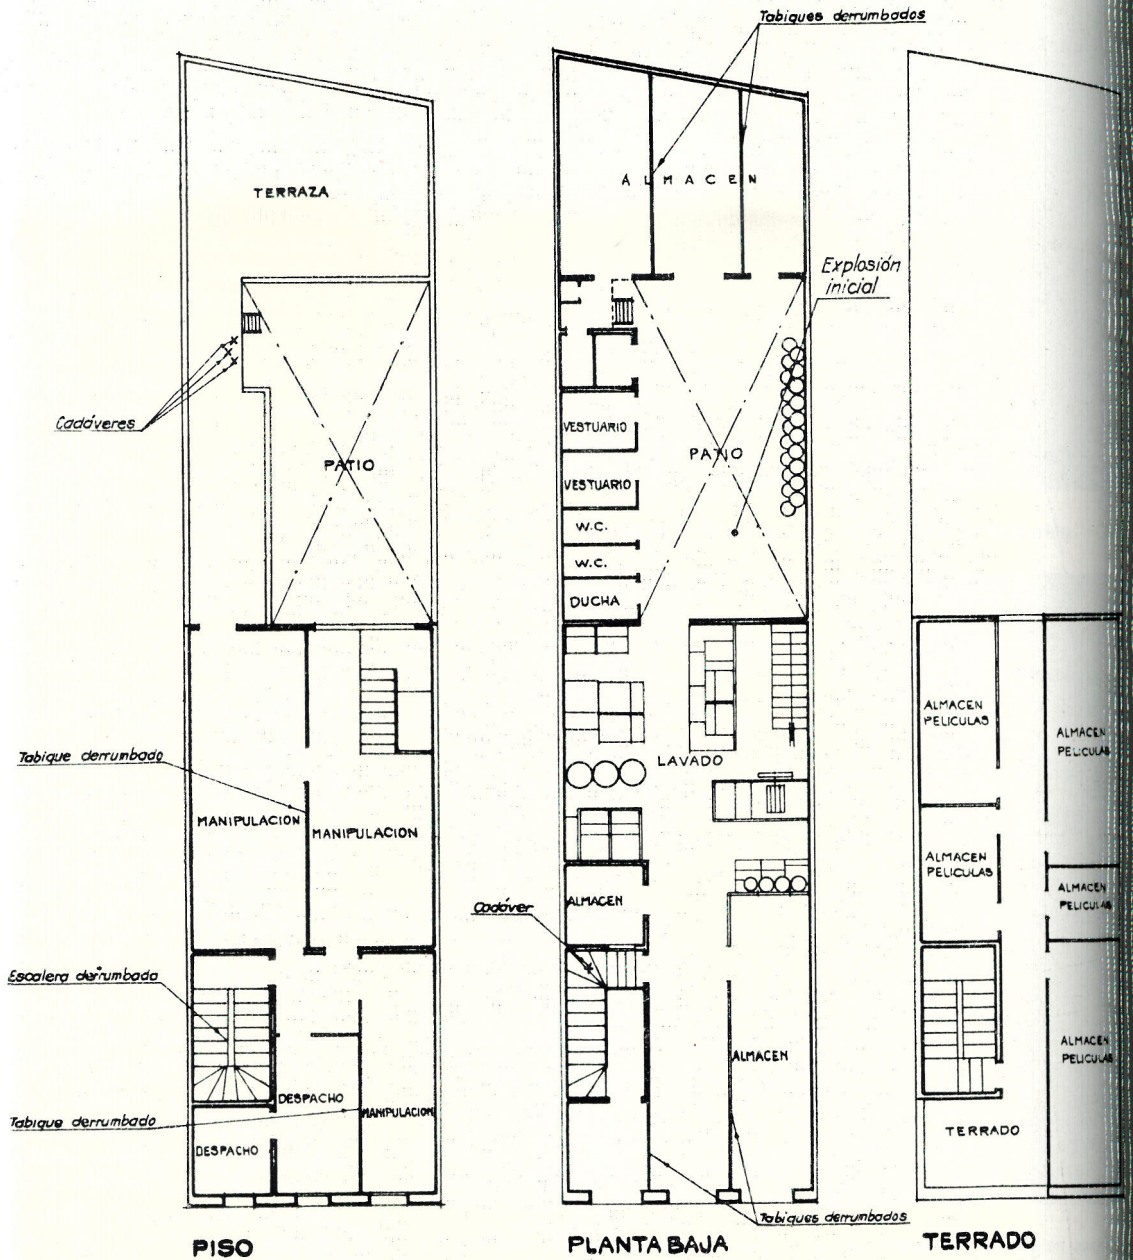 Tabiques derrumbados
TERRAZA
Cadáveres
PATIO
Tabique derrumbado
MANIPULACION
MANIPULACION
Escalera derrumbada
DESPACHO
MANIPULACION
Tabique derrumbado
DESPACHO
PISO
ALMACEN
Explosión
inicial
VESTUARIO
PATIO
VESTUARIO
W.C.
W.C.
DUCHA
LAVADO
ALMACEN
Cadáver
ALMACEN
Tabiques derrumbados
PLANTA BAJA
ALMACEN
PELICULAS
ALMACEN
PELICULAS
ALMACEN
PELICULAS
ALMACEN
PELICULAS
ALMACEN
PELICULAS
TERRADO
TERRADO